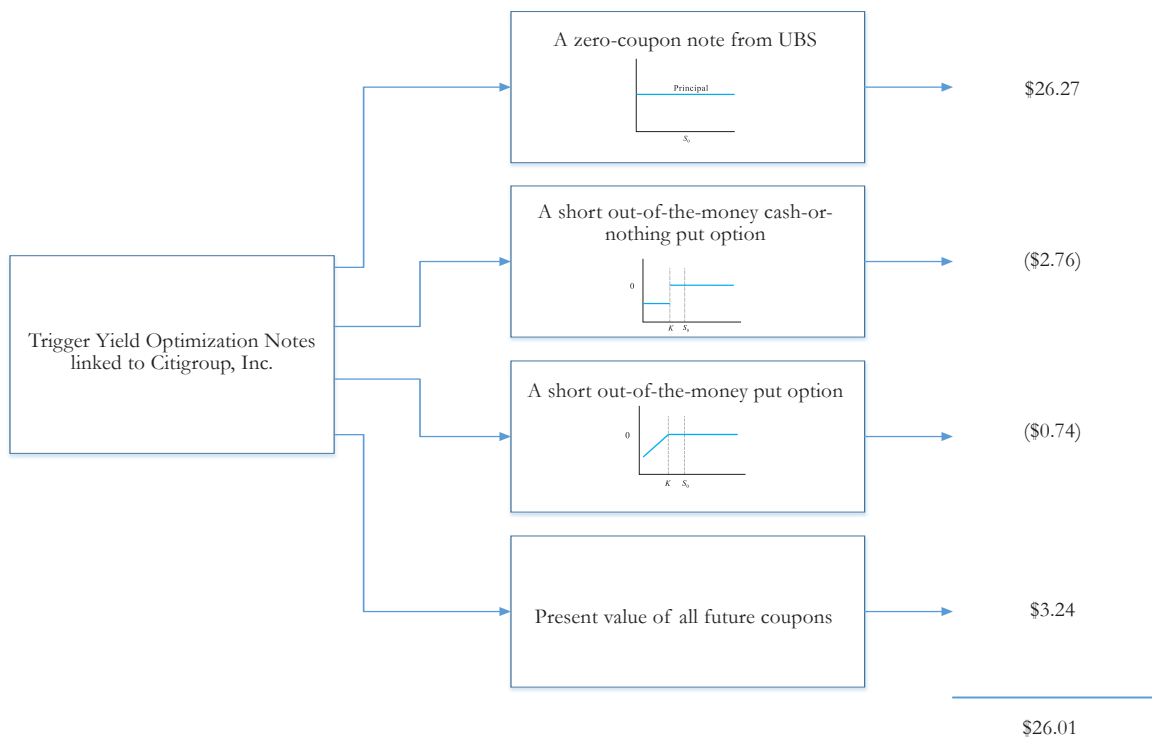 A zero-coupon note from UBS
Principal
S₀
$26.27
A short out-of-the-money cash-or-
nothing put option
0
K S₀
($2.76)
Trigger Yield Optimization Notes
linked to Citigroup, Inc.
A short out-of-the-money put option
0
K S₀
($0.74)
Present value of all future coupons
$3.24
$26.01